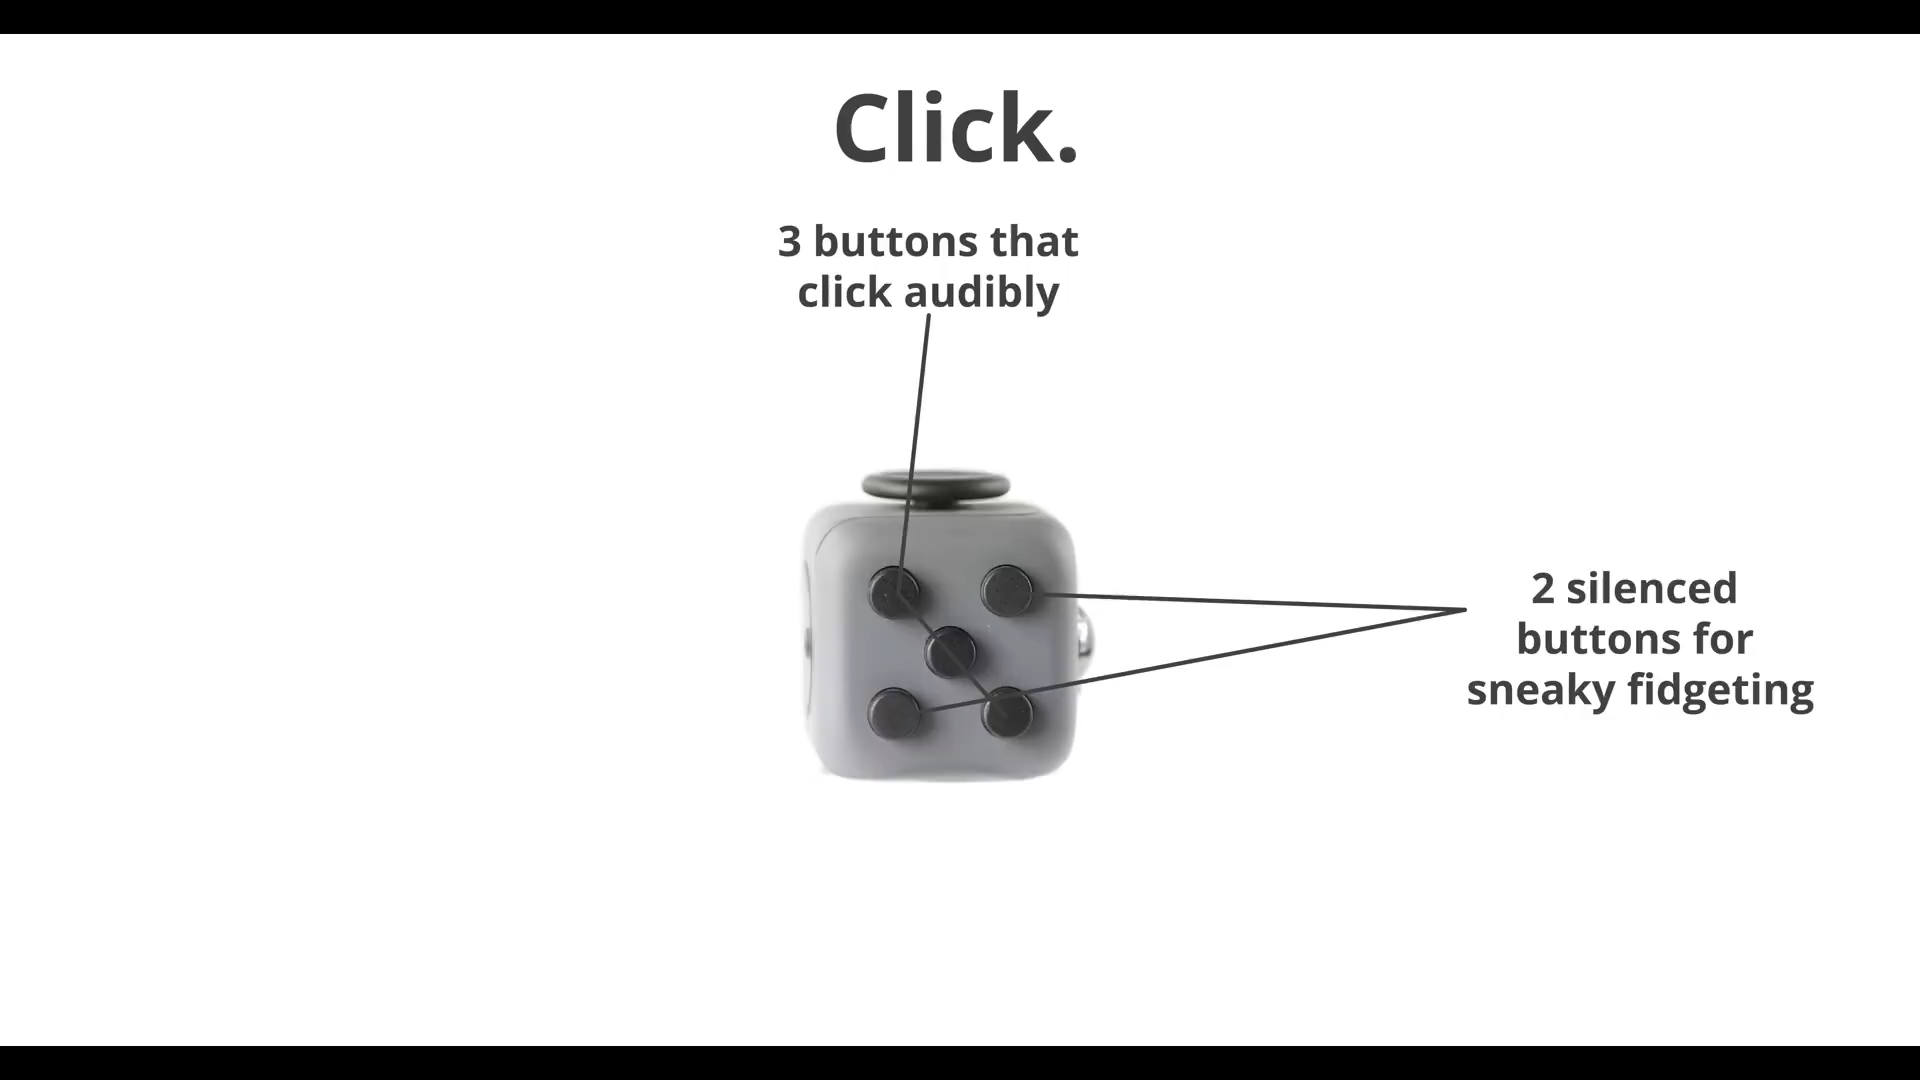 Click.
3 buttons that
click audibly
2 silenced
buttons for
sneaky fidgeting